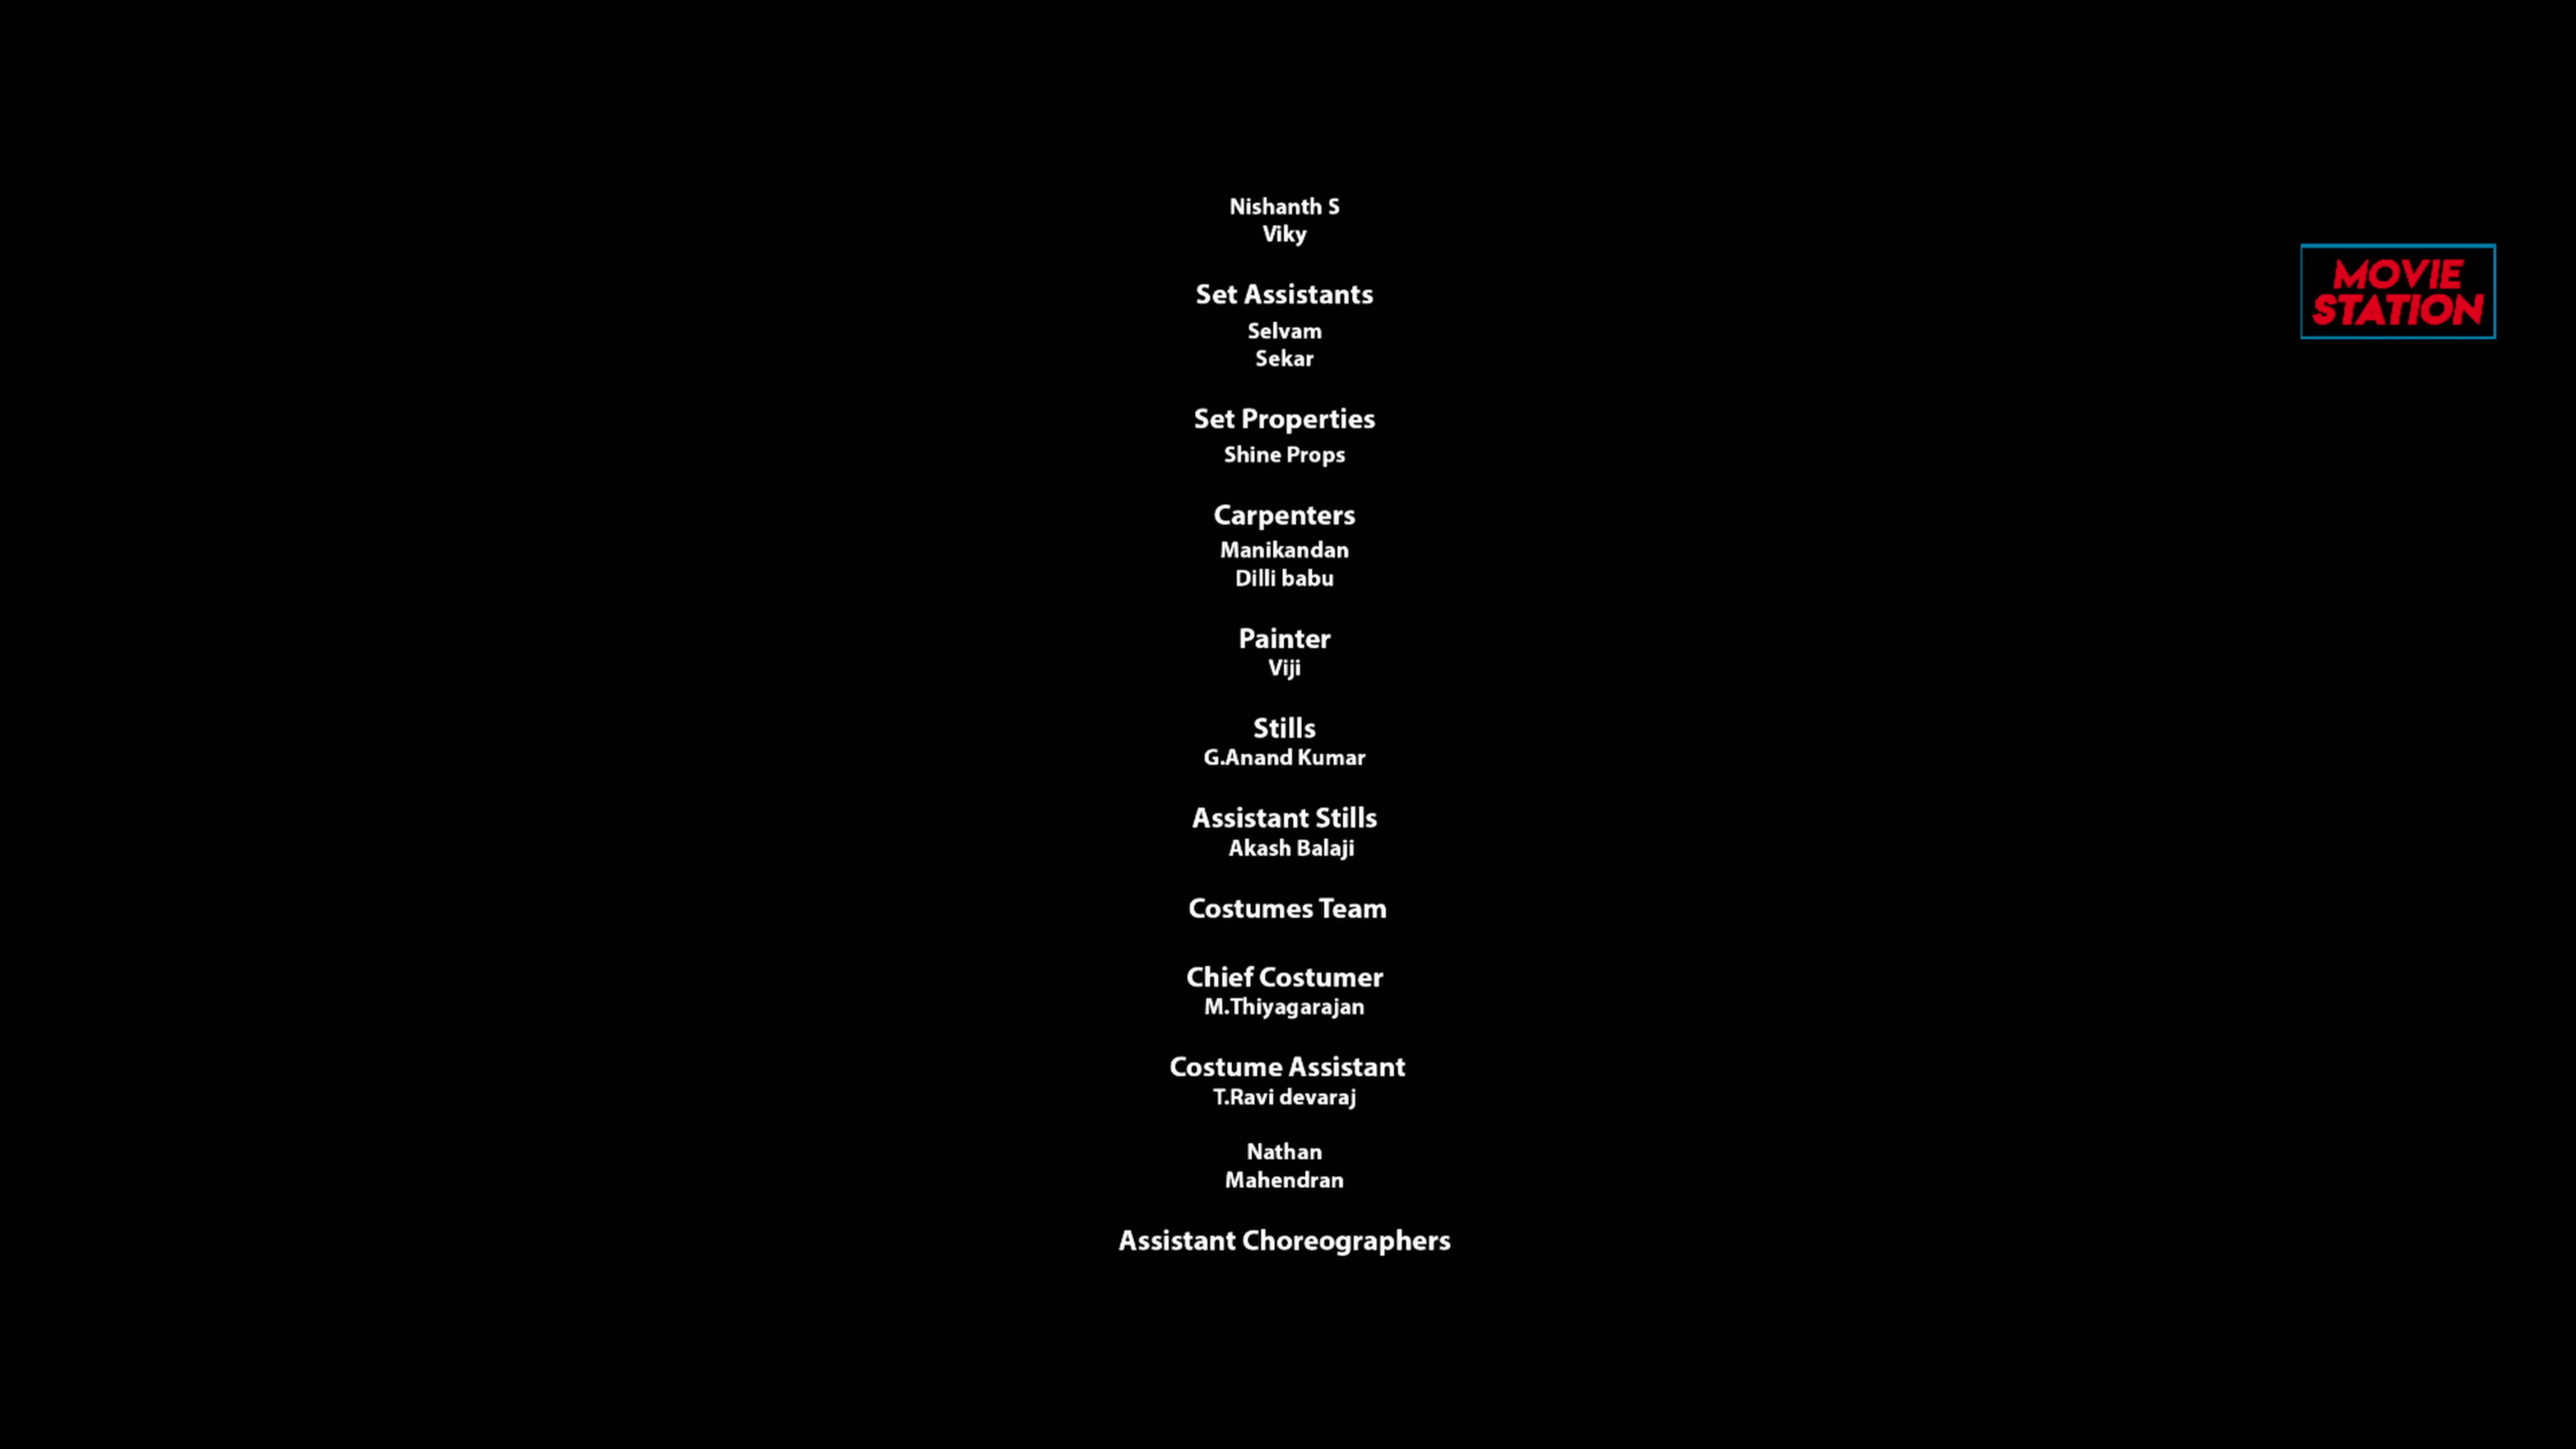 Nishanth S
Viky
Set Assistants
Selvam
Sekar
Set Properties
Shine Props
Carpenters
Manikandan
Dilli babu
Painter
Viji
Stills
G.Anand Kumar
Assistant Stills
Akash Balaji
Costumes Team
Chief Costumer
M.Thiyagarajan
Costume Assistant
T.Ravi devaraj
Nathan
Mahendran
Assistant Choreographers
MOVIE
STATION